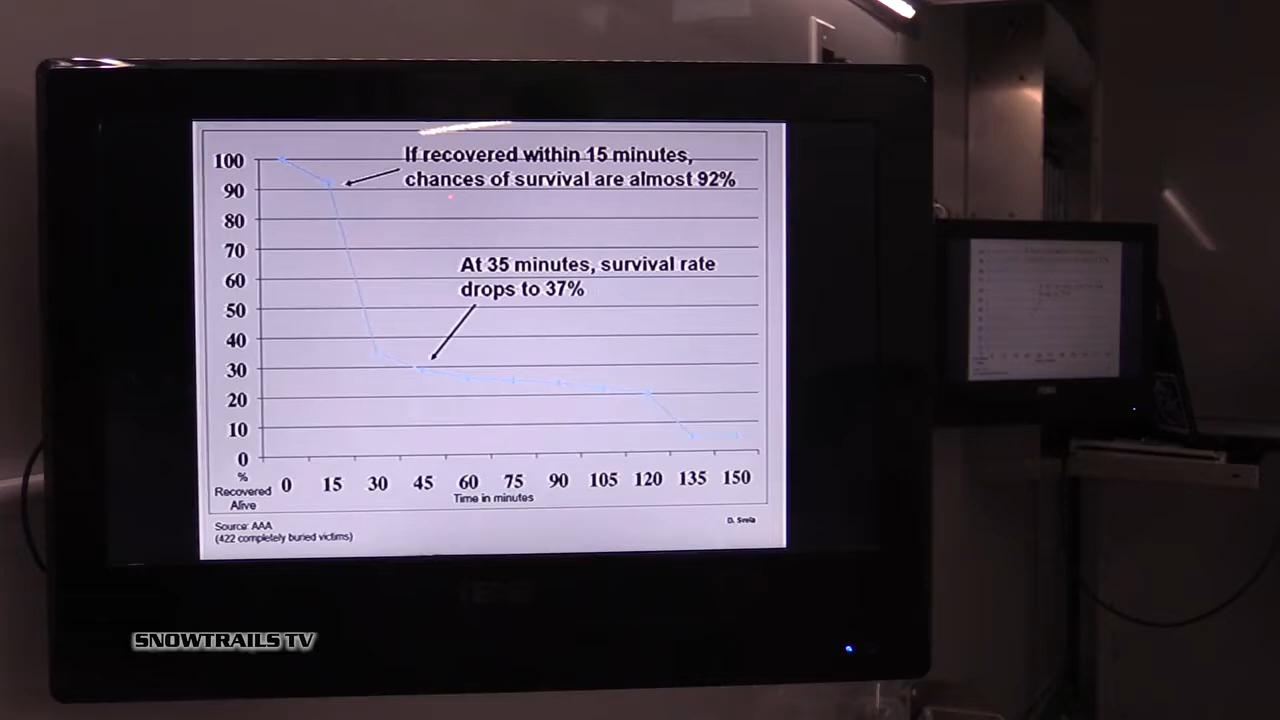 If recovered within 15 minutes,
chances of survival are almost 92%
At 35 minutes, survival rate
drops to 37%
100
90
80
70
60
50
40
30
20
10
0
%
Recovered
Alive
0 15 30 45 60 75 90 105 120 135 150
Time in minutes
Source: AAA
(422 completely buried victims)
SNOWTRAILS TV